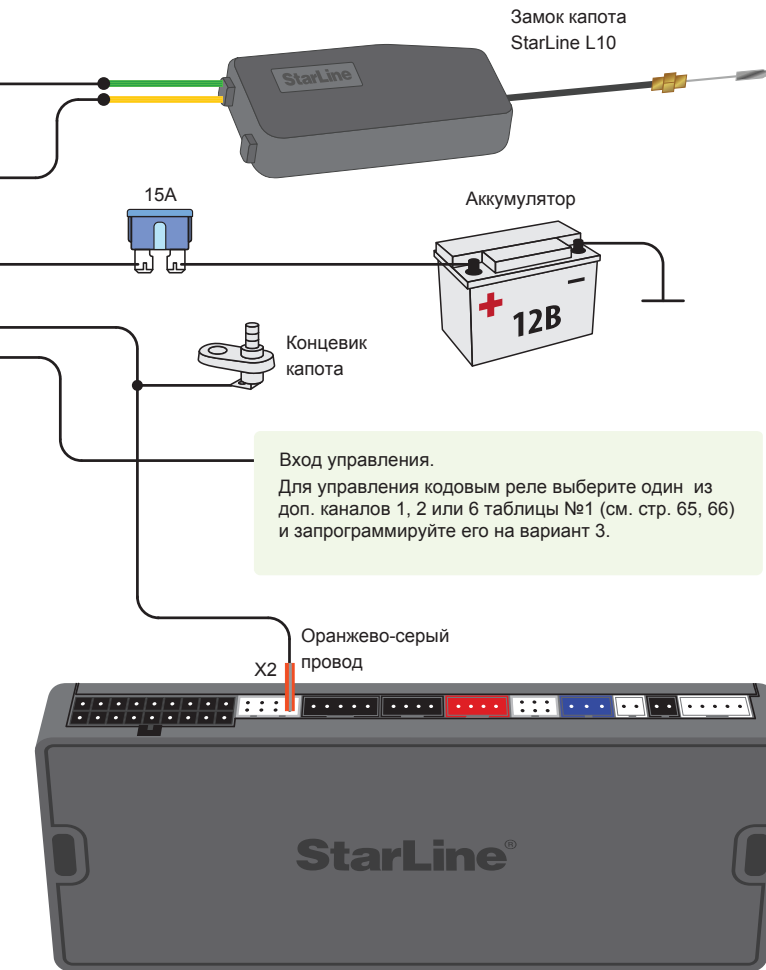 Замок капота
StarLine L10
StarLine
15А
Аккумулятор
12В
Концевик
капота
Вход управления.
Для управления кодовым реле выберите один из
доп. каналов 1, 2 или 6 таблицы №1 (см. стр. 65, 66)
и запрограммируйте его на вариант 3.
Оранжево-серый
X2 провод
StarLine®